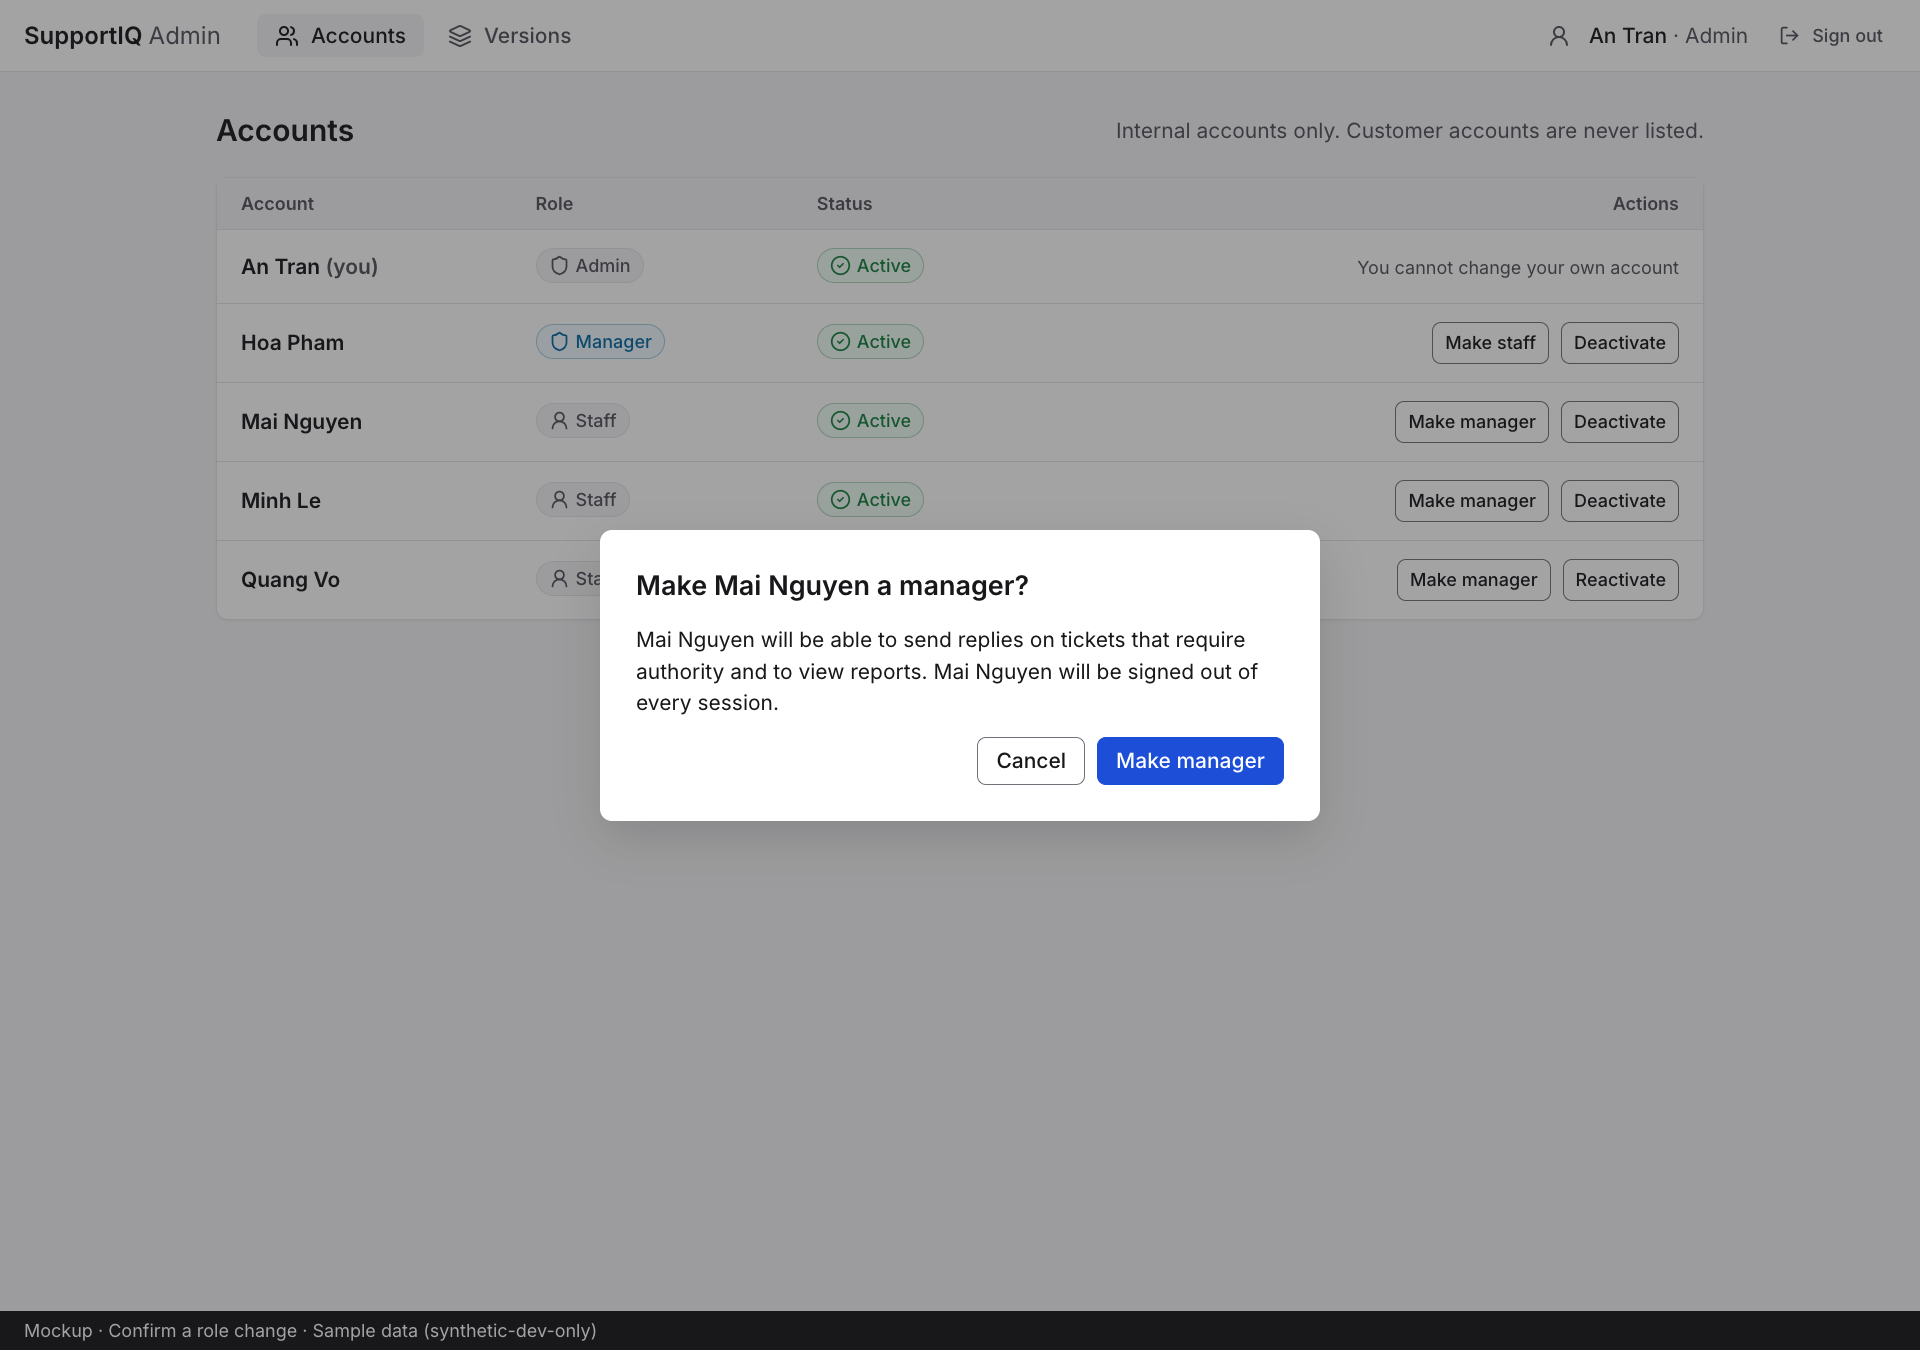 SupportIQ Admin Accounts Versions An Tran · Admin Sign out
Accounts Internal accounts only. Customer accounts are never listed.
Account Role Status Actions
An Tran (you) Admin Active You cannot change your own account
Hoa Pham Manager Active Make staff Deactivate
Mai Nguyen Staff Active Make manager Deactivate
Minh Le Staff Active Make manager Deactivate
Quang Vo Make manager Reactivate
Make Mai Nguyen a manager?
Mai Nguyen will be able to send replies on tickets that require
authority and to view reports. Mai Nguyen will be signed out of
every session.
Cancel Make manager
Mockup · Confirm a role change · Sample data (synthetic-dev-only)